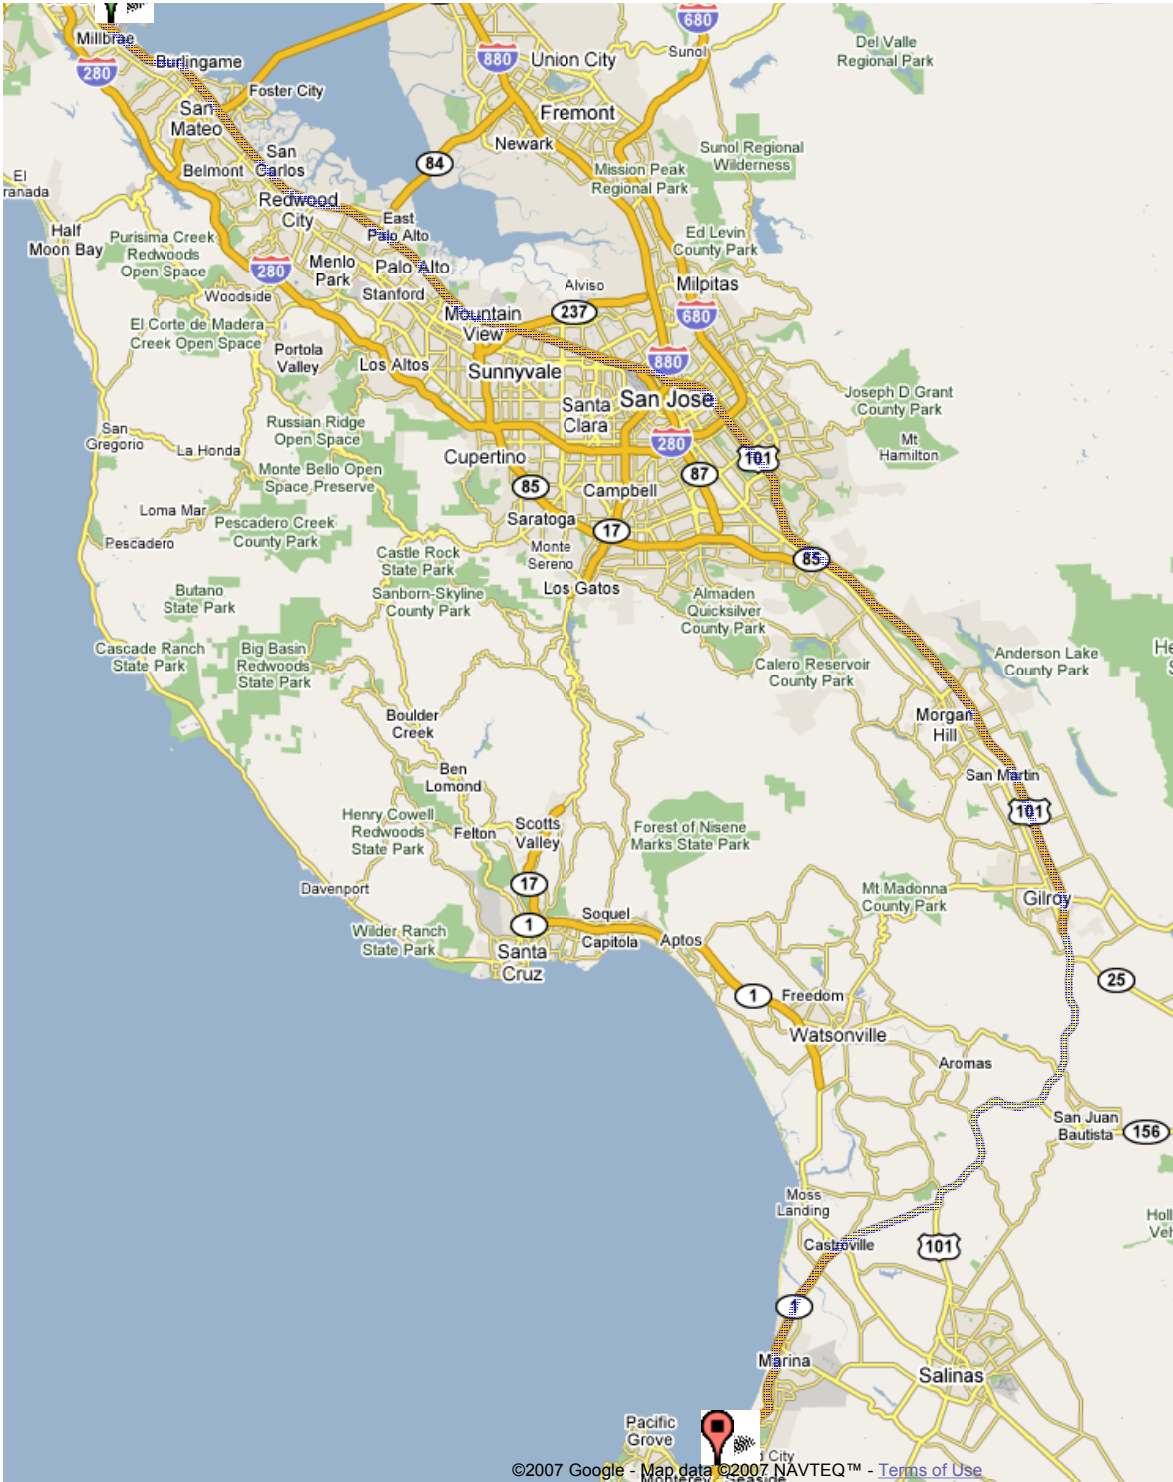 Millbrae
280
Burlingame
880
Union City
680
Sunol
Del Valle
Regional Park
Foster City
San
Mateo
Fremont
Newark
Sunol Regional
Wilderness
84
San
Carlos
Belmont
Mission Peak
Regional Park
El
ranada
Redwood
City
East
Palo Alto
Half
Moon Bay
Purisima Creek
Redwoods
Open Space
Ed Levin
County Park
280
Menlo
Park
Palo Alto
Stanford
Woodside
Alviso
Milpitas
237
680
Mountain
View
El Corte de Madera
Creek Open Space
Portola
Valley
Los Altos
Sunnyvale
880
Santa
Clara
San Jose
Joseph D Grant
County Park
San
Gregorio
La Honda
Russian Ridge
Open Space
280
Mt
Hamilton
Cupertino
101
Monte Bello Open
Space Preserve
85
Campbell
87
Loma Mar
Pescadero Creek
County Park
Saratoga
17
Pescadero
Castle Rock
State Park
Monte
Sereno
85
Butano
State Park
Sanborn-Skyline
County Park
Los Gatos
Almaden
Quicksilver
County Park
Cascade Ranch
State Park
Big Basin
Redwoods
State Park
Calero Reservoir
County Park
Anderson Lake
County Park
He
Boulder
Creek
Morgan
Hill
Ben
Lomond
San Martin
101
Henry Cowell
Redwoods
State Park
Felton
Scotts
Valley
Forest of Nisene
Marks State Park
Davenport
17
Mt Madonna
County Park
Gilroy
1
Soquel
Capitola
Aptos
Wilder Ranch
State Park
Santa
Cruz
25
1
Freedom
Watsonville
Aromas
San Juan
Bautista
156
Moss
Landing
Holl
Veh
Castroville
101
1
Marina
Salinas
Pacific
Grove
d City
Monterey
Seaside
©2007 Google - Map data ©2007 NAVTEQ™ - Terms of Use